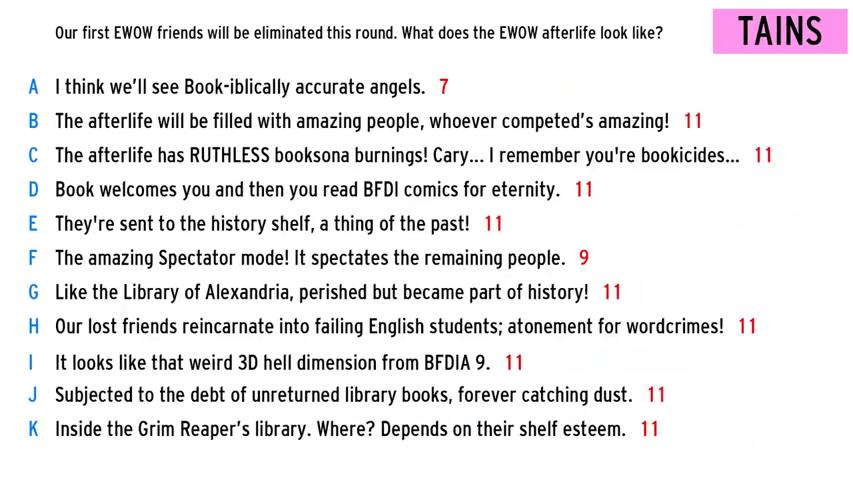 Our first EWOW friends will be eliminated this round. What does the EWOW afterlife look like?
TAINS
A I think we'll see Book-iblically accurate angels. 7
B The afterlife will be filled with amazing people, whoever competed's amazing! 11
C The afterlife has RUTHLESS booksona burnings! Cary... I remember you're bookicides... 11
D Book welcomes you and then you read BFDI comics for eternity. 11
E They're sent to the history shelf, a thing of the past! 11
F The amazing Spectator mode! It spectates the remaining people. 9
G Like the Library of Alexandria, perished but became part of history! 11
H Our lost friends reincarnate into failing English students; atonement for wordcrimes! 11
I It looks like that weird 3D hell dimension from BFDIA 9. 11
J Subjected to the debt of unreturned library books, forever catching dust. 11
K Inside the Grim Reaper's library. Where? Depends on their shelf esteem. 11